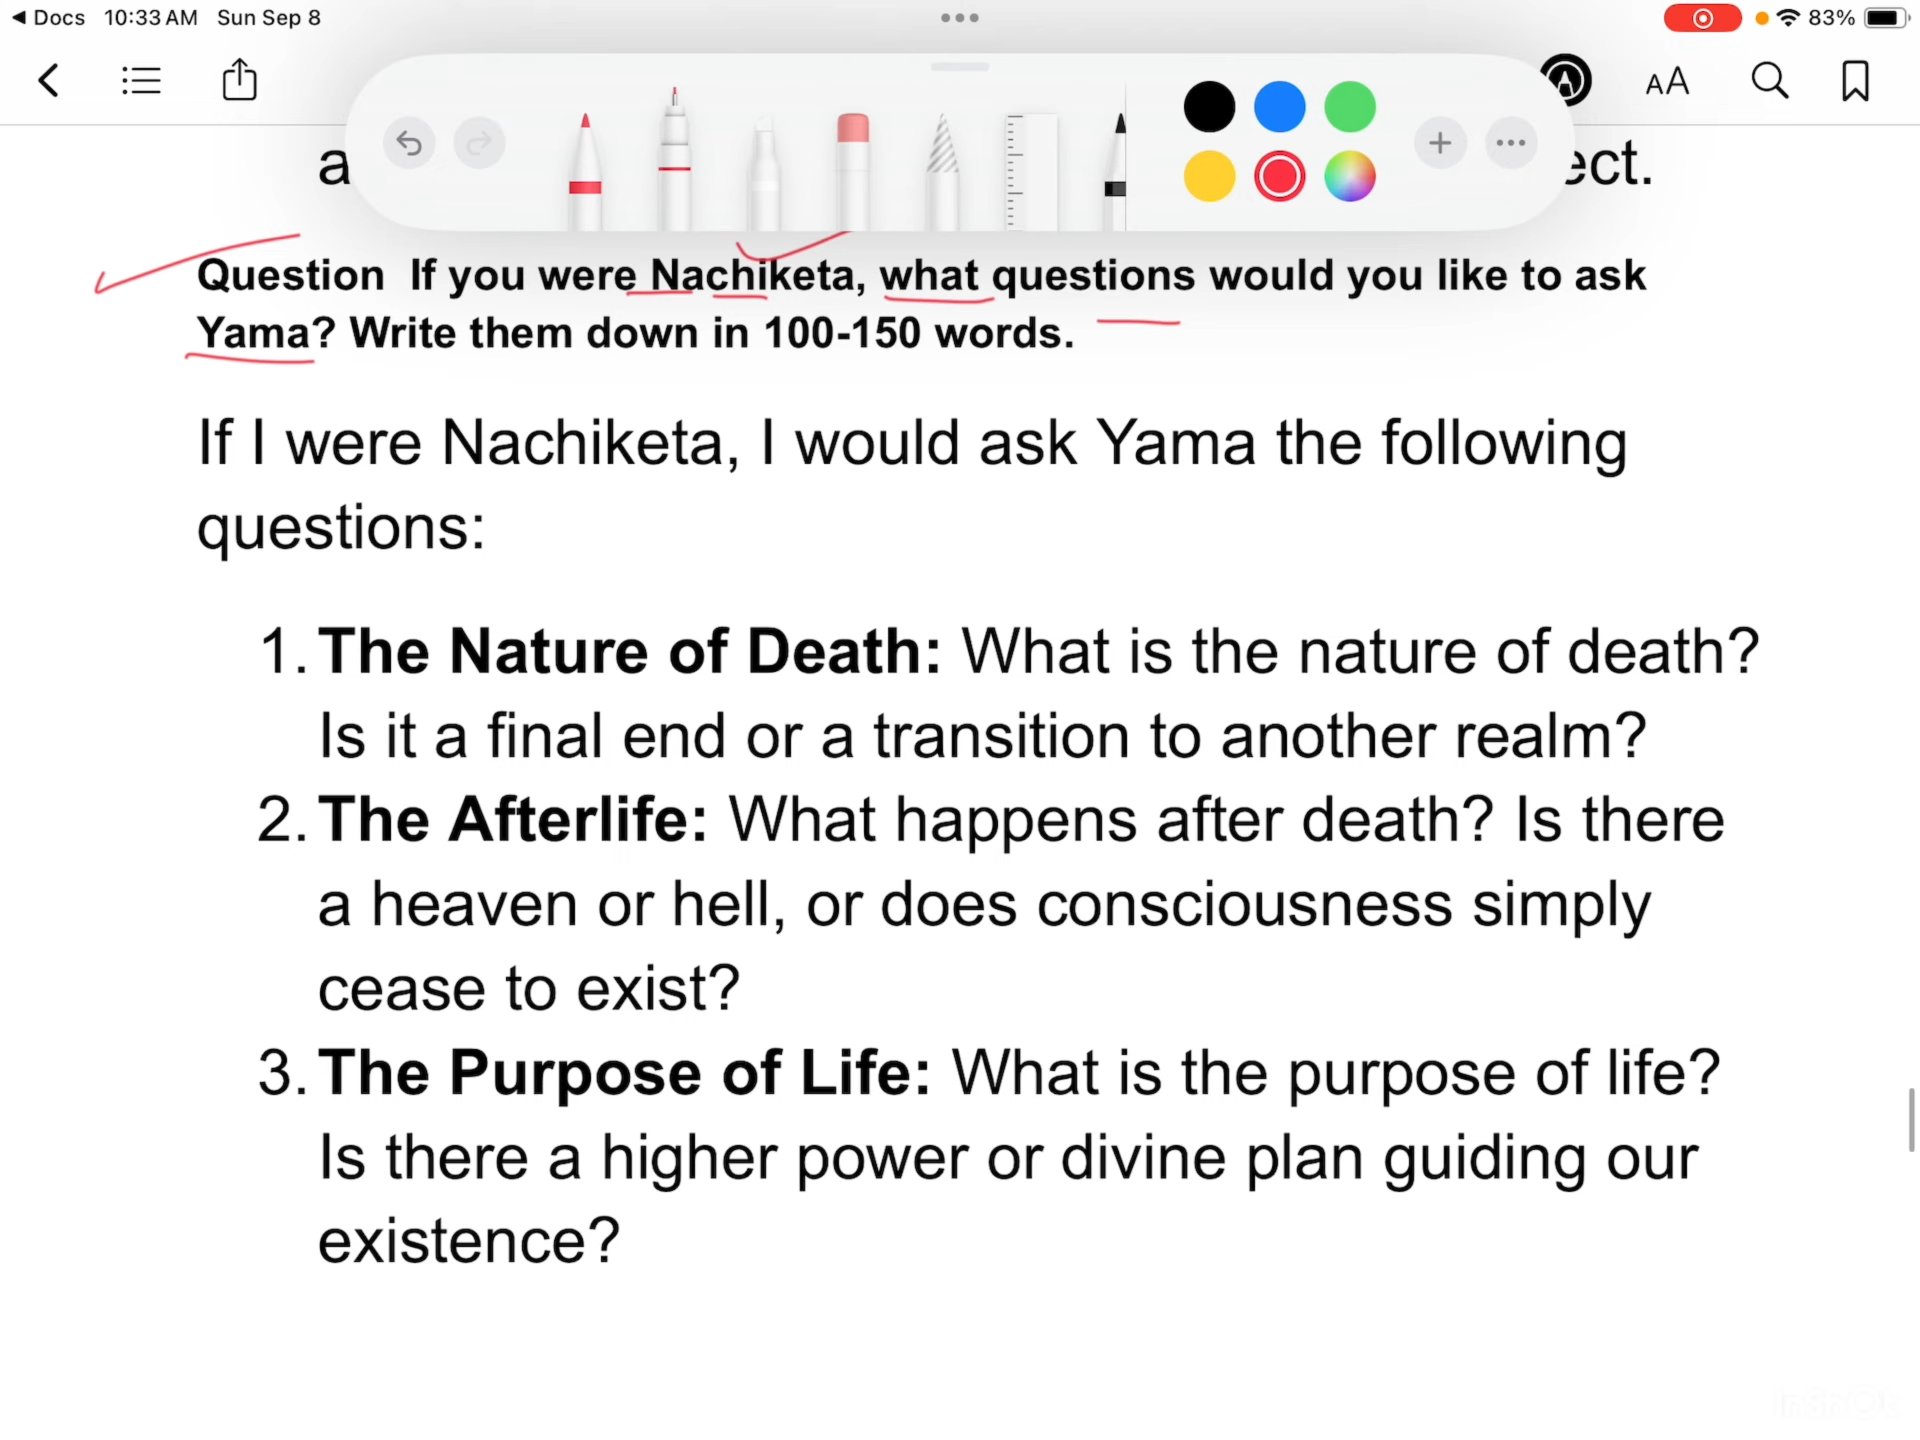 Docs 10:33 AM Sun Sep 8 83%
AA
a ect.
Question If you were Nachiketa, what questions would you like to ask
Yama? Write them down in 100-150 words.
If I were Nachiketa, I would ask Yama the following
questions:
1. The Nature of Death: What is the nature of death?
Is it a final end or a transition to another realm?
2. The Afterlife: What happens after death? Is there
a heaven or hell, or does consciousness simply
cease to exist?
3. The Purpose of Life: What is the purpose of life?
Is there a higher power or divine plan guiding our
existence?